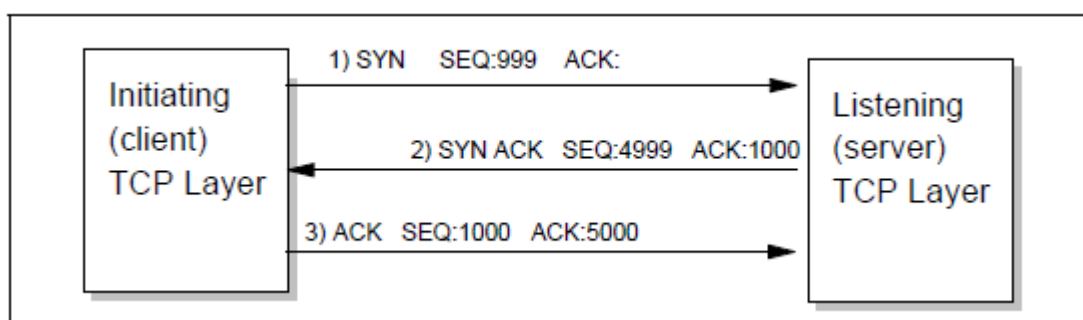 1) SYN SEQ:999 ACK:
Initiating
(client)
TCP Layer
2) SYN ACK SEQ:4999 ACK:1000
3) ACK SEQ:1000 ACK:5000
Listening
(server)
TCP Layer